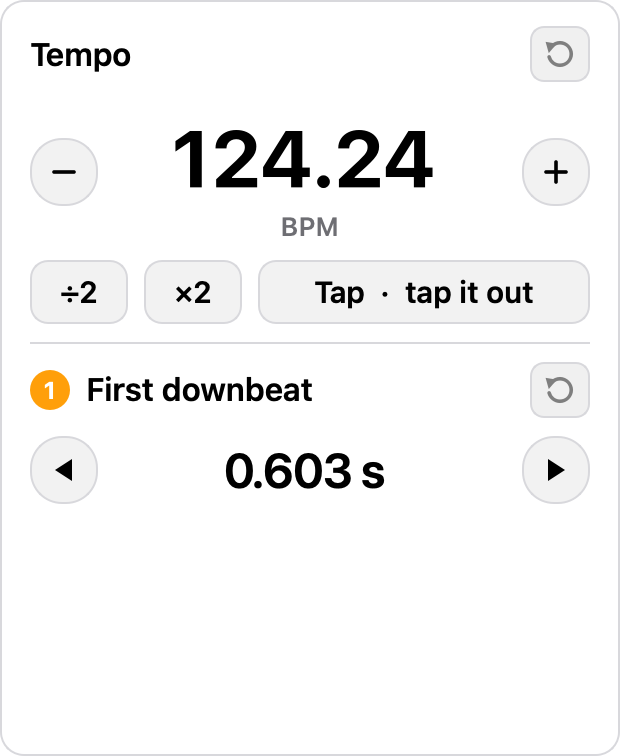 Tempo
124.24
BPM
÷2 ×2 Tap · tap it out
1 First downbeat
0.603 s